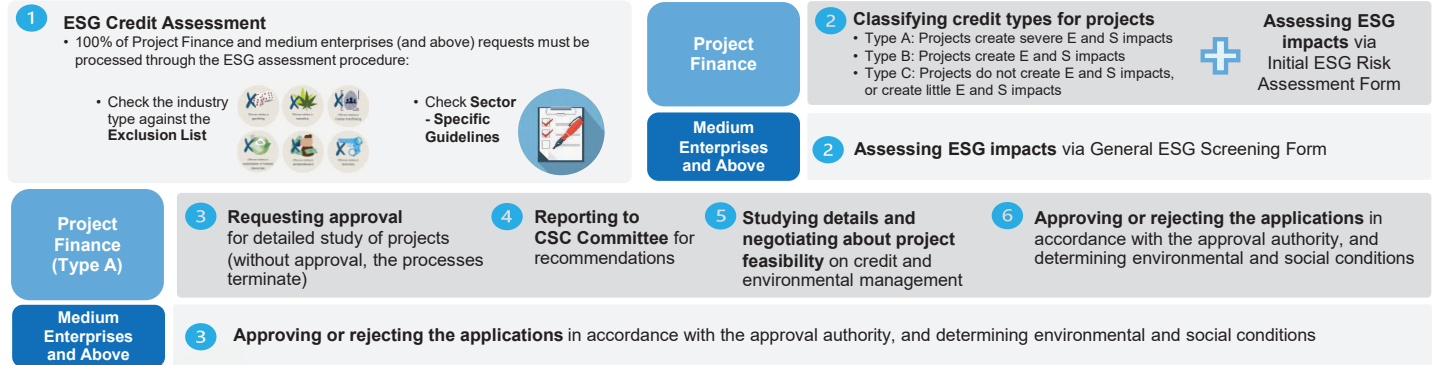 1
ESG Credit Assessment
• 100% of Project Finance and medium enterprises (and above) requests must be
processed through the ESG assessment procedure:
• Check the industry
type against the
Exclusion List
• Check Sector
- Specific
Guidelines
Project
Finance
2
Classifying credit types for projects
• Type A: Projects create severe E and S impacts
• Type B: Projects create E and S impacts
• Type C: Projects do not create E and S impacts,
or create little E and S impacts
Assessing ESG
impacts via
Initial ESG Risk
Assessment Form
Medium
Enterprises
and Above
2
Assessing ESG impacts via General ESG Screening Form
Project
Finance
(Type A)
3
Requesting approval
for detailed study of projects
(without approval, the processes
terminate)
4
Reporting to
CSC Committee for
recommendations
5
Studying details and
negotiating about project
feasibility on credit and
environmental management
6
Approving or rejecting the applications in
accordance with the approval authority, and
determining environmental and social conditions
Medium
Enterprises
and Above
3
Approving or rejecting the applications in accordance with the approval authority, and determining environmental and social conditions